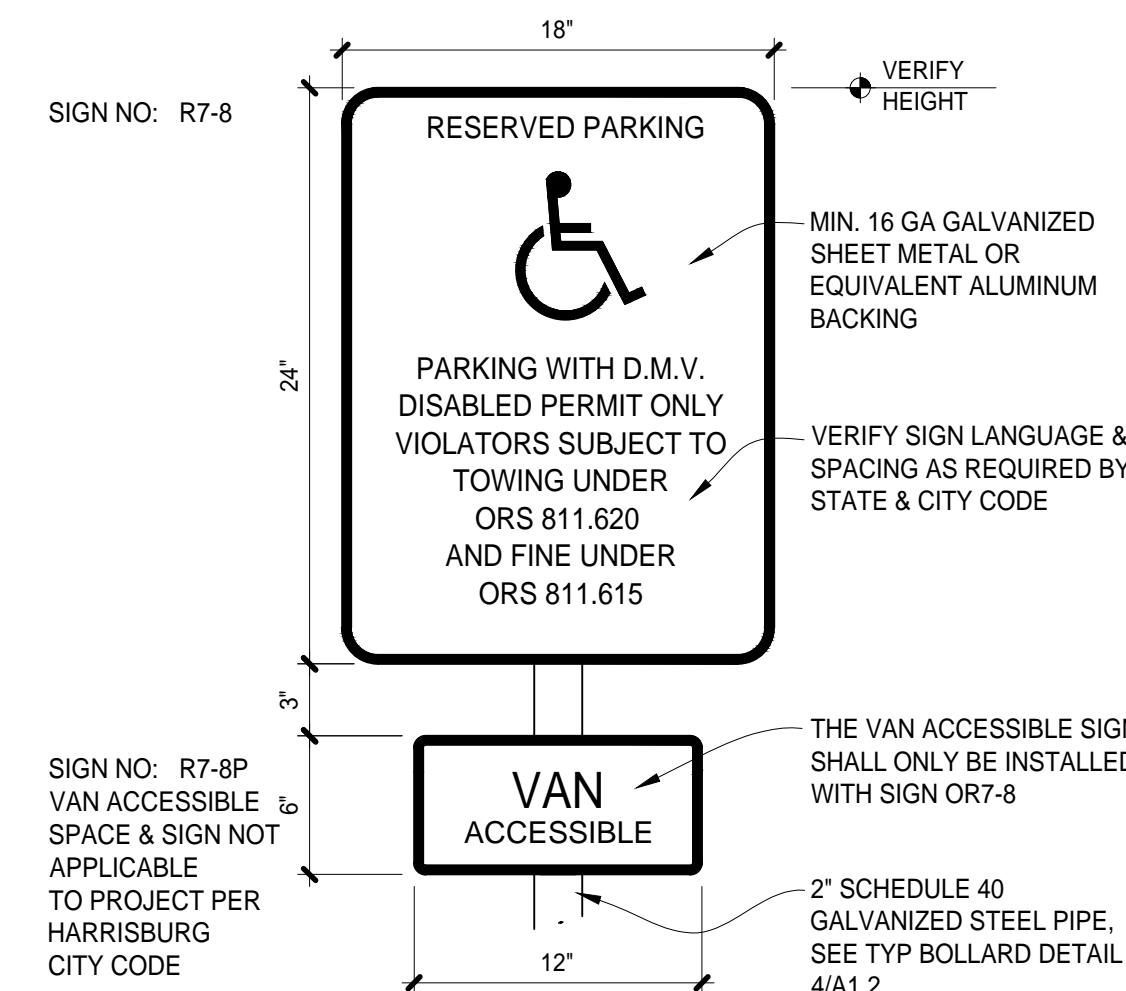 18"
VERIFY
HEIGHT
SIGN NO: R7-8
RESERVED PARKING
MIN. 16 GA GALVANIZED
SHEET METAL OR
EQUIVALENT ALUMINUM
BACKING
24"
PARKING WITH D.M.V.
DISABLED PERMIT ONLY
VIOLATORS SUBJECT TO
TOWING UNDER
ORS 811.620
AND FINE UNDER
ORS 811.615
VERIFY SIGN LANGUAGE &
SPACING AS REQUIRED BY
STATE & CITY CODE
3"
SIGN NO: R7-8P
VAN ACCESSIBLE
SPACE & SIGN NOT
APPLICABLE
TO PROJECT PER
HARRISBURG
CITY CODE
6"
VAN
ACCESSIBLE
THE VAN ACCESSIBLE SIGN
SHALL ONLY BE INSTALLED
WITH SIGN OR7-8
2" SCHEDULE 40
GALVANIZED STEEL PIPE,
SEE TYP BOLLARD DETAIL
4/A1.2
12"